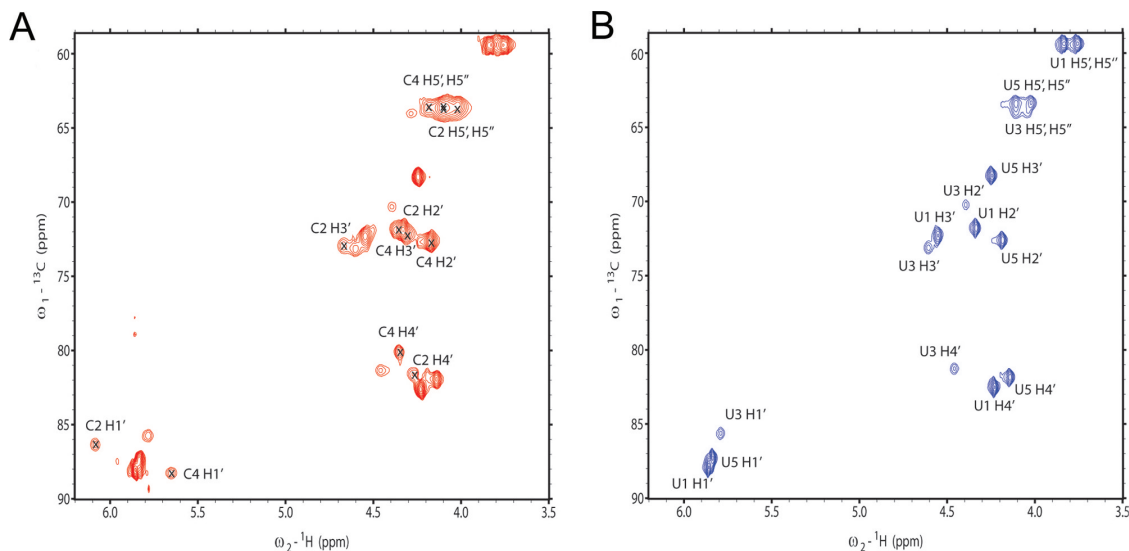 A
60
65
70
75
80
85
90
ω1 - 13C (ppm)
6.0
5.5
5.0
4.5
4.0
3.5
ω2 - 1H (ppm)
C4 H5′, H5″
C2 H5′, H5″
C2 H2′
C2 H3′
C4 H3′
C4 H2′
C4 H4′
C2 H4′
C2 H1′
C4 H1′
B
60
65
70
75
80
85
90
ω1 - 13C (ppm)
6.0
5.5
5.0
4.5
4.0
3.5
ω2 - 1H (ppm)
U1 H5′, H5″
U5 H5′, H5″
U3 H5′, H5″
U5 H3′
U3 H2′
U1 H3′
U1 H2′
U3 H3′
U5 H2′
U3 H4′
U5 H4′
U1 H4′
U3 H1′
U5 H1′
U1 H1′